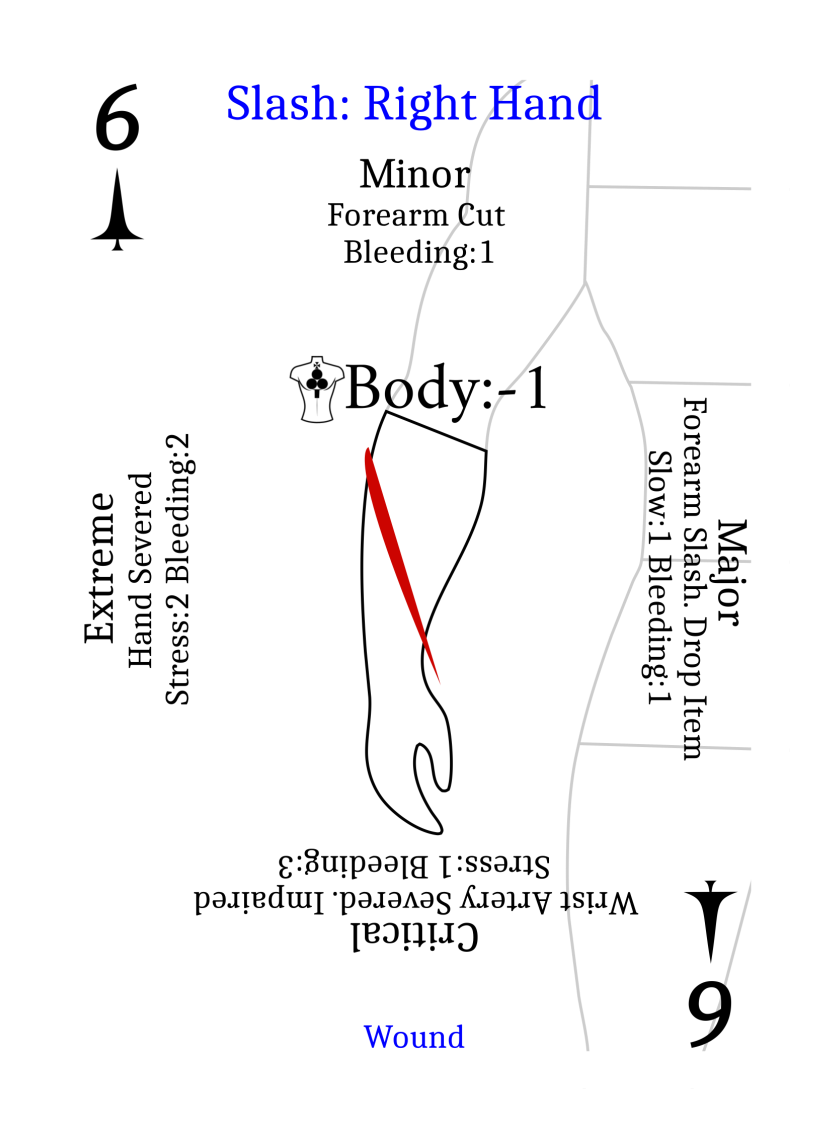 6
Slash: Right Hand
Minor
Forearm Cut
Bleeding:1
Body:-1
Extreme
Hand Severed
Stress:2 Bleeding:2
Major
Forearm Slash. Drop Item
Slow:1 Bleeding:1
Critical
Wrist Artery Severed. Impaired
Stress:1 Bleeding:3
Wound
6